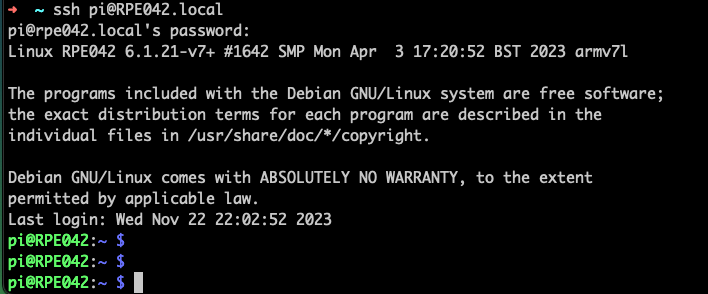 ➜  ~ ssh pi@RPE042.local
pi@rpe042.local's password:
Linux RPE042 6.1.21-v7+ #1642 SMP Mon Apr  3 17:20:52 BST 2023 armv7l

The programs included with the Debian GNU/Linux system are free software;
the exact distribution terms for each program are described in the
individual files in /usr/share/doc/*/copyright.

Debian GNU/Linux comes with ABSOLUTELY NO WARRANTY, to the extent
permitted by applicable law.
Last login: Wed Nov 22 22:02:52 2023
pi@RPE042:~ $
pi@RPE042:~ $
pi@RPE042:~ $